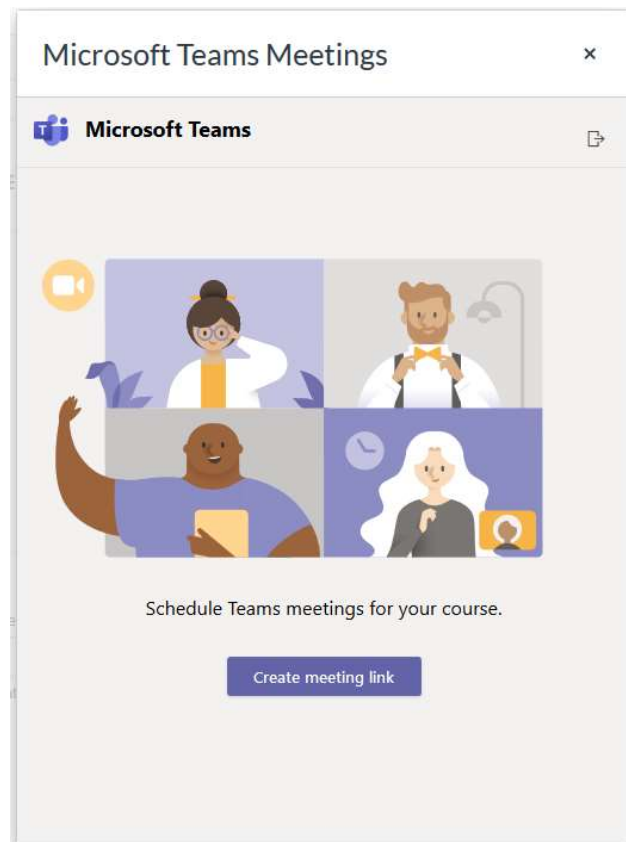 Microsoft Teams Meetings
Microsoft Teams
Schedule Teams meetings for your course.
Create meeting link